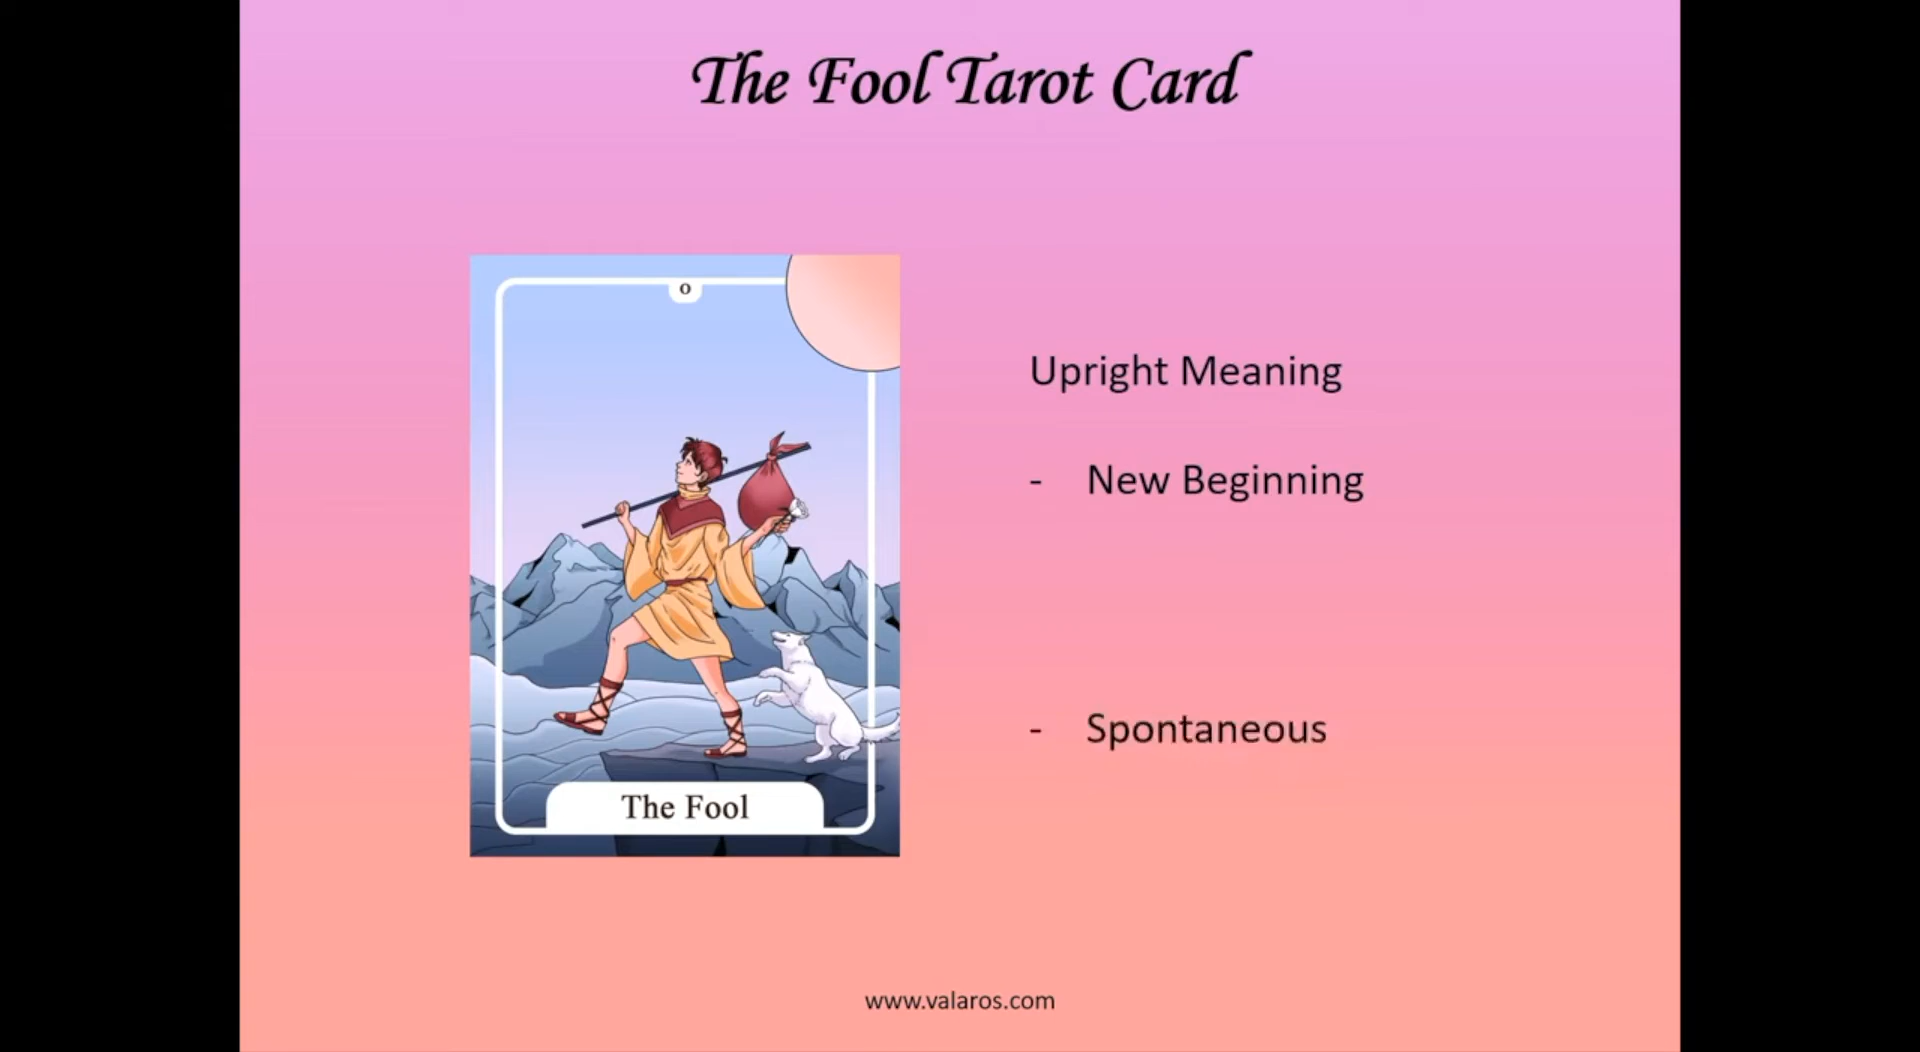 The Fool Tarot Card
0
The Fool
Upright Meaning
- New Beginning
- Spontaneous
www.valaros.com